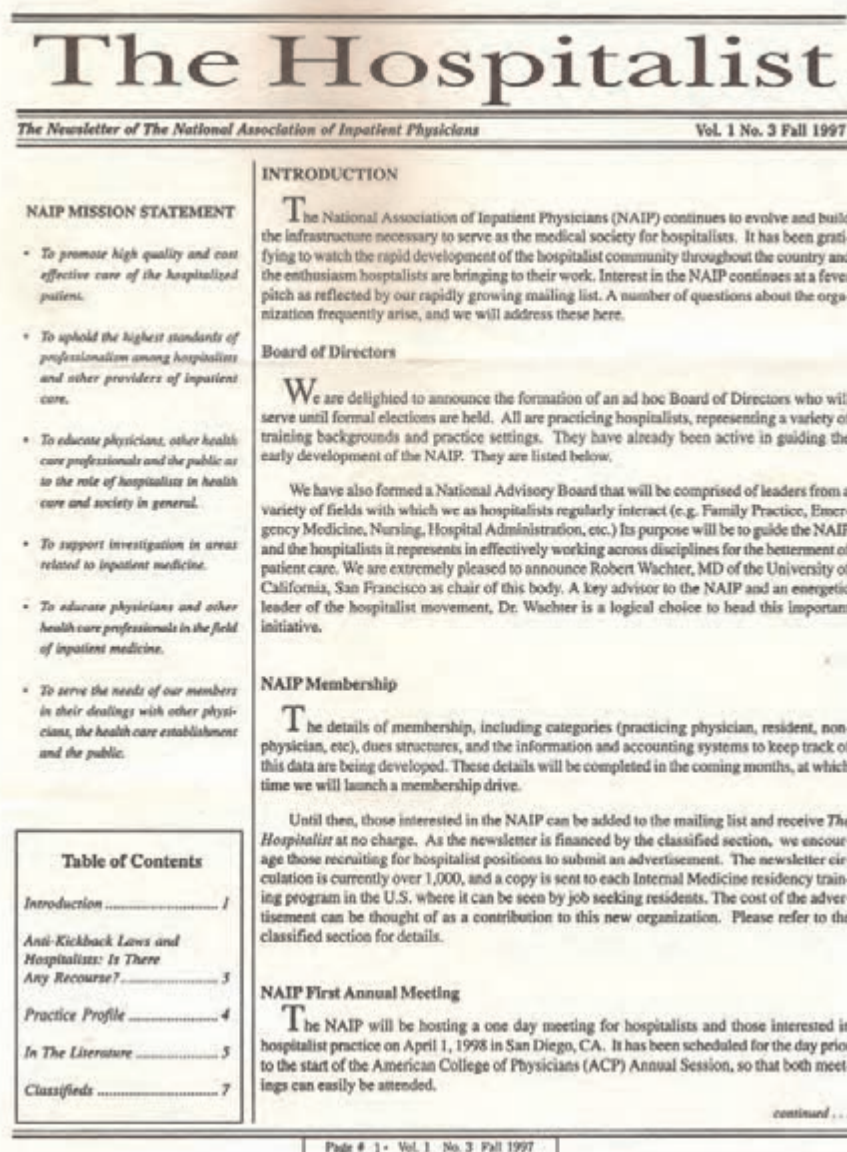 The Hospitalist
The Newsletter of The National Association of Inpatient Physicians Vol. 1 No. 3 Fall 1997
NAIP MISSION STATEMENT
• To promote high quality and cost
effective care of the hospitalized
patient.
• To uphold the highest standards of
professionalism among hospitalists
and other providers of inpatient
care.
• To educate physicians, other health
care professionals and the public as
to the role of hospitalists in health
care and society in general.
• To support investigation in areas
related to inpatient medicine.
• To educate physicians and other
health care professionals in the field
of inpatient medicine.
• To serve the needs of our members
in their dealings with other physi-
cians, the health care establishment
and the public.
Table of Contents
Introduction ............................ 1
Anti-Kickback Laws and
Hospitalists: Is There
Any Recourse? ........................ 3
Practice Profile ...................... 4
In The Literature .................... 5
Classifieds .............................. 7
INTRODUCTION
The National Association of Inpatient Physicians (NAIP) continues to evolve and build
the infrastructure necessary to serve as the medical society for hospitalists. It has been grati-
fying to watch the rapid development of the hospitalist community throughout the country and
the enthusiasm hosptalists are bringing to their work. Interest in the NAIP continues at a fever
pitch as reflected by our rapidly growing mailing list. A number of questions about the orga-
nization frequently arise, and we will address these here.
Board of Directors
We are delighted to announce the formation of an ad hoc Board of Directors who will
serve until formal elections are held. All are practicing hospitalists, representing a variety of
training backgrounds and practice settings. They have already been active in guiding the
early development of the NAIP. They are listed below.
We have also formed a National Advisory Board that will be comprised of leaders from a
variety of fields with which we as hospitalists regularly interact (e.g. Family Practice, Emer-
gency Medicine, Nursing, Hospital Administration, etc.) Its purpose will be to guide the NAIP
and the hospitalists it represents in effectively working across disciplines for the betterment of
patient care. We are extremely pleased to announce Robert Wachter, MD of the University of
California, San Francisco as chair of this body. A key advisor to the NAIP and an energetic
leader of the hospitalist movement, Dr. Wachter is a logical choice to head this important
initiative.
NAIP Membership
The details of membership, including categories (practicing physician, resident, non-
physician, etc), dues structures, and the information and accounting systems to keep track of
this data are being developed. These details will be completed in the coming months, at which
time we will launch a membership drive.
Until then, those interested in the NAIP can be added to the mailing list and receive The
Hospitalist at no charge. As the newsletter is financed by the classified section, we encour-
age those recruiting for hospitalist positions to submit an advertisement. The newsletter cir-
culation is currently over 1,000, and a copy is sent to each Internal Medicine residency train-
ing program in the U.S. where it can be seen by job seeking residents. The cost of the adver-
tisement can be thought of as a contribution to this new organization. Please refer to the
classified section for details.
NAIP First Annual Meeting
The NAIP will be hosting a one day meeting for hospitalists and those interested in
hospitalist practice on April 1, 1998 in San Diego, CA. It has been scheduled for the day prior
to the start of the American College of Physicians (ACP) Annual Session, so that both meet-
ings can easily be attended.
continued . . .
Page # 1 • Vol. 1 No. 3 Fall 1997